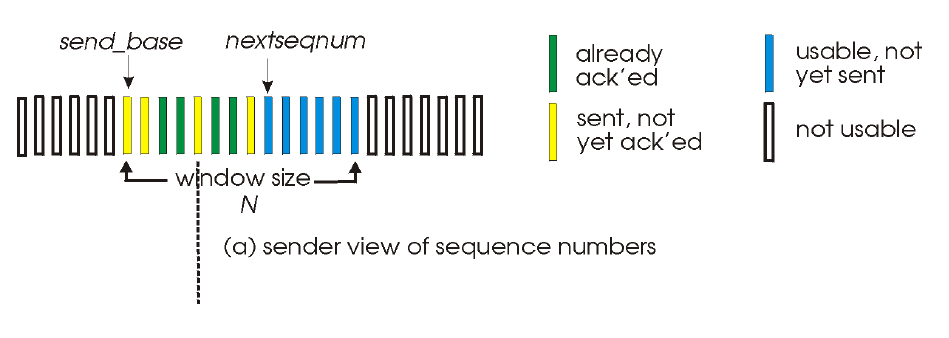 send_base
nextseqnum
already
ack'ed
sent, not
yet ack'ed
usable, not
yet sent
not usable
window size
N
(a) sender view of sequence numbers